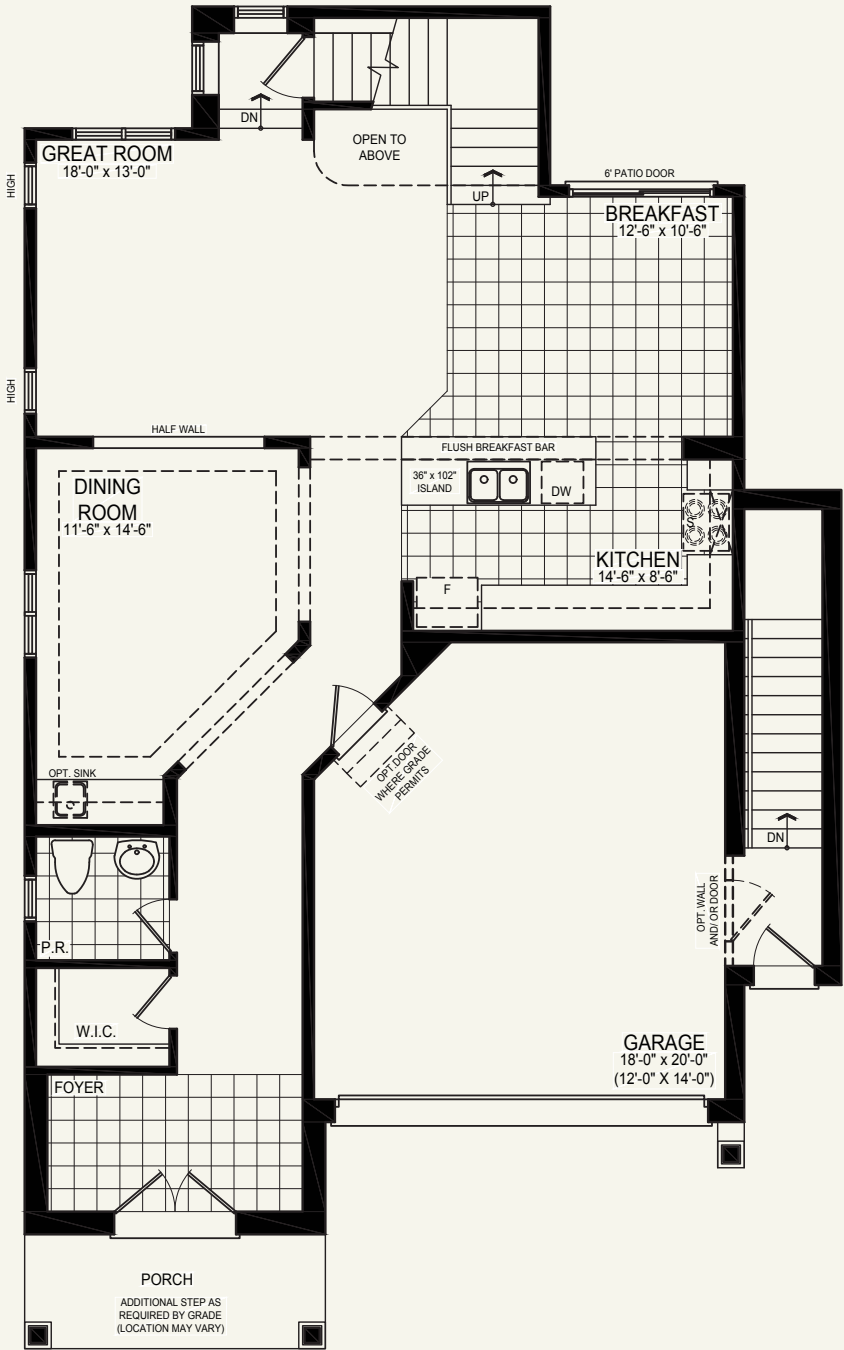 DN
OPEN TO
ABOVE
GREAT ROOM
18'-0" x 13'-0"
HIGH
6' PATIO DOOR
UP
BREAKFAST
12'-6" x 10'-6"
HIGH
HALF WALL
FLUSH BREAKFAST BAR
36" x 102"
ISLAND
DW
DINING
ROOM
11'-6" x 14'-6"
S
V
KITCHEN
14'-6" x 8'-6"
F
OPT. DOOR
WHERE GRADE
PERMITS
OPT. SINK
DN
OPT. WALL
AND/ OR DOOR
P.R.
W.I.C.
GARAGE
18'-0" x 20'-0"
(12'-0" X 14'-0")
FOYER
PORCH
ADDITIONAL STEP AS
REQUIRED BY GRADE
(LOCATION MAY VARY)